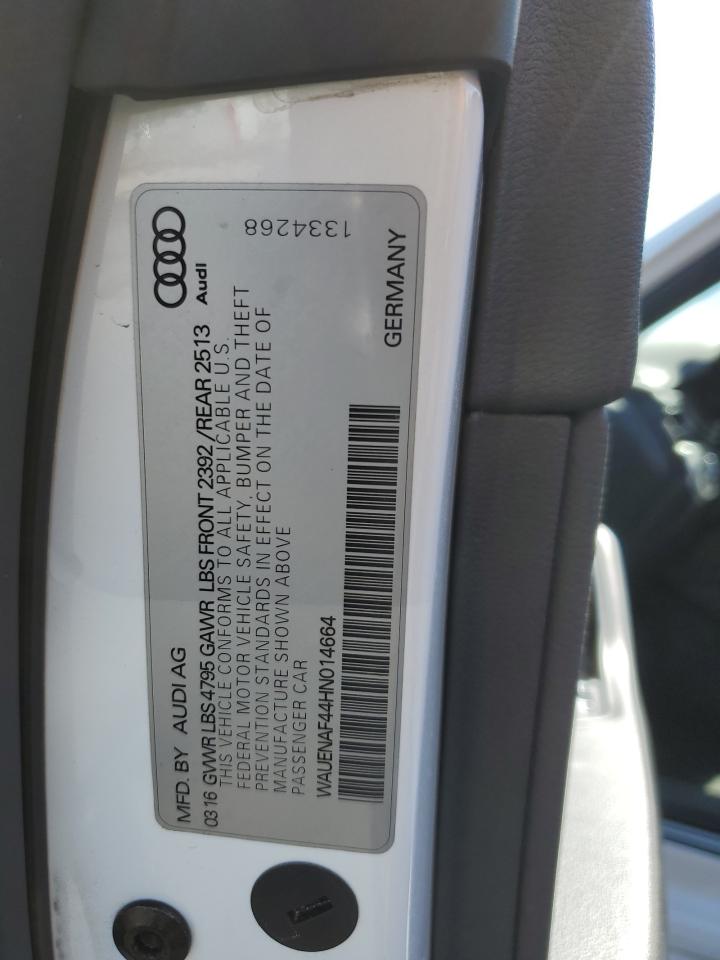 MFD. BY AUDI AG
Audi
0316 GVWR LBS 4795 GAWR LBS FRONT 2392 /REAR 2513
THIS VEHICLE CONFORMS TO ALL APPLICABLE U.S.
FEDERAL MOTOR VEHICLE SAFETY, BUMPER AND THEFT
PREVENTION STANDARDS IN EFFECT ON THE DATE OF
MANUFACTURE SHOWN ABOVE
PASSENGER CAR
1334268
WAUENAF44HN014664
GERMANY